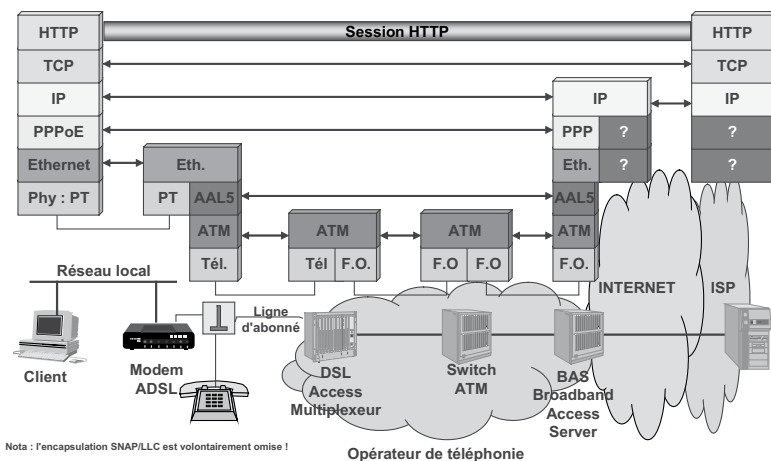 HTTP
Session HTTP
HTTP
TCP
TCP
IP
IP
IP
PPPoE
PPP
?
?
Ethernet
Eth.
Eth.
?
?
Phy : PT
PT
AAL5
AAL5
ATM
ATM
ATM
ATM
Tél.
Tél
F.O.
F.O
F.O
F.O.
Réseau local
INTERNET
ISP
Ligne
d'abonné
Client
Modem
ADSL
DSL
Access
Multiplexeur
Switch
ATM
BAS
Broadband
Access
Server
Nota : l'encapsulation SNAP/LLC est volontairement omise !
Opérateur de téléphonie